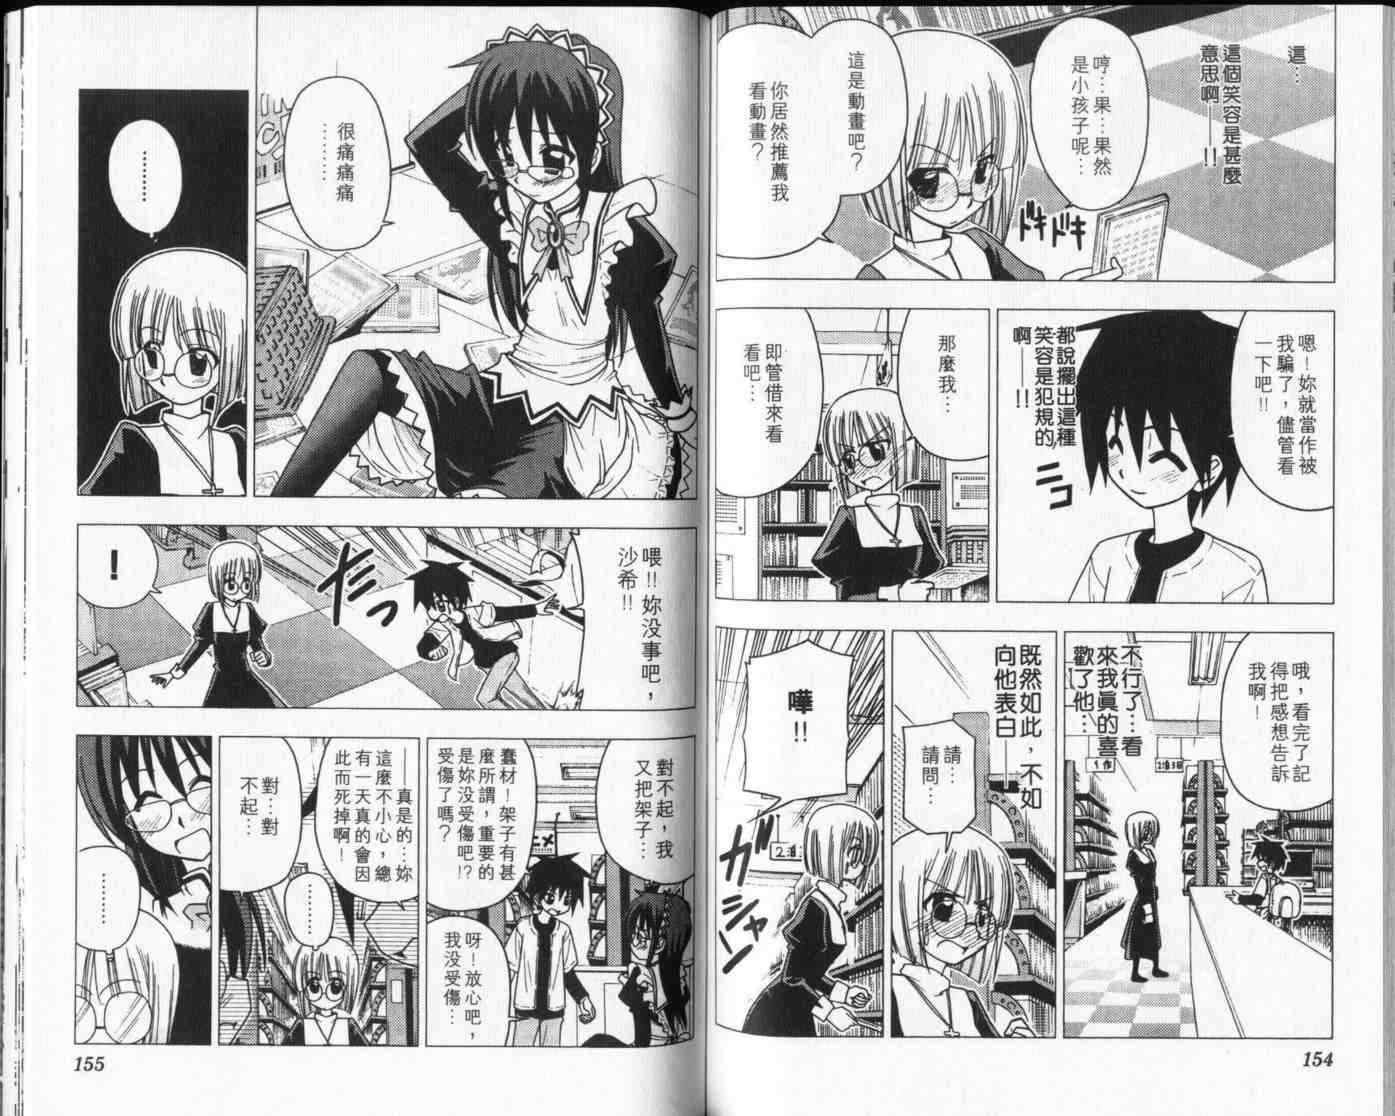 這…
這個笑容是甚麼
意思啊——!!
哼…果…果然
是小孩子呢…
ドキ
ドキ
這是動畫吧?
你居然推薦我
看動畫?
嗯!妳就當作被
我騙了,儘管看
一下吧!!
都說擺出這種
笑容是犯規的
啊——!!
ニコ
那麼我…
即管借來看
看吧…
哦,看完了記
得把感想告訴
我啊!
不行了…看
來我真的喜
歡了他…
既然如此,不如
向他表白——
請…
請問…
嘩!!
ガシャン
154
很痛痛痛
………
………
喂!!妳没事吧,
沙希!!
だっ
!
對不起,我
又把架子…
蠢材!架子有甚
麼所謂,重要的
是妳没受傷吧!?
受傷了嗎?
呀!放心吧,
我没受傷…
——真是的…妳
這麼不小心,總
有一天真的會因
此而死掉啊!
………
對…對
不起…
………
155